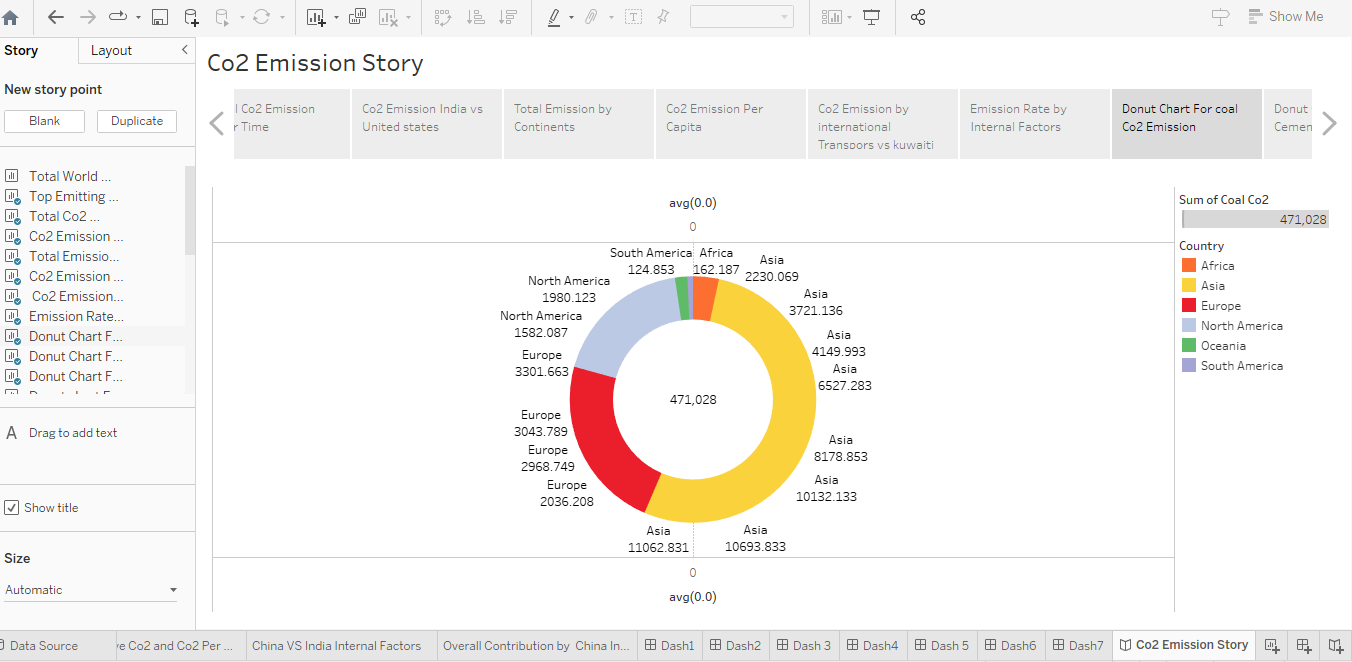 Show Me
Story
Layout
Co2 Emission Story
New story point
Blank
Duplicate
l Co2 Emission
r Time
Co2 Emission India vs
United states
Total Emission by
Continents
Co2 Emission Per
Capita
Co2 Emission by
international
Transpors vs kuwaiti
Emission Rate by
Internal Factors
Donut Chart For coal
Co2 Emission
Donut
Cemen
Total World ...
Top Emitting ...
Total Co2 ...
Co2 Emission ...
Total Emissio...
Co2 Emission ...
Co2 Emission...
Emission Rate...
Donut Chart F...
Donut Chart F...
Donut Chart F...
A Drag to add text
Show title
Size
Automatic
avg(0.0)
0
South America
124.853
Africa
162.187
Asia
2230.069
North America
1980.123
Asia
3721.136
North America
1582.087
Asia
4149.993
Europe
3301.663
Asia
6527.283
471,028
Europe
3043.789
Asia
8178.853
Europe
2968.749
Asia
10132.133
Europe
2036.208
Asia
11062.831
Asia
10693.833
0
avg(0.0)
Sum of Coal Co2
471,028
Country
Africa
Asia
Europe
North America
Oceania
South America
Data Source
ve Co2 and Co2 Per ...
China VS India Internal Factors
Overall Contribution by China In...
Dash1
Dash2
Dash 3
Dash4
Dash 5
Dash6
Dash7
Co2 Emission Story